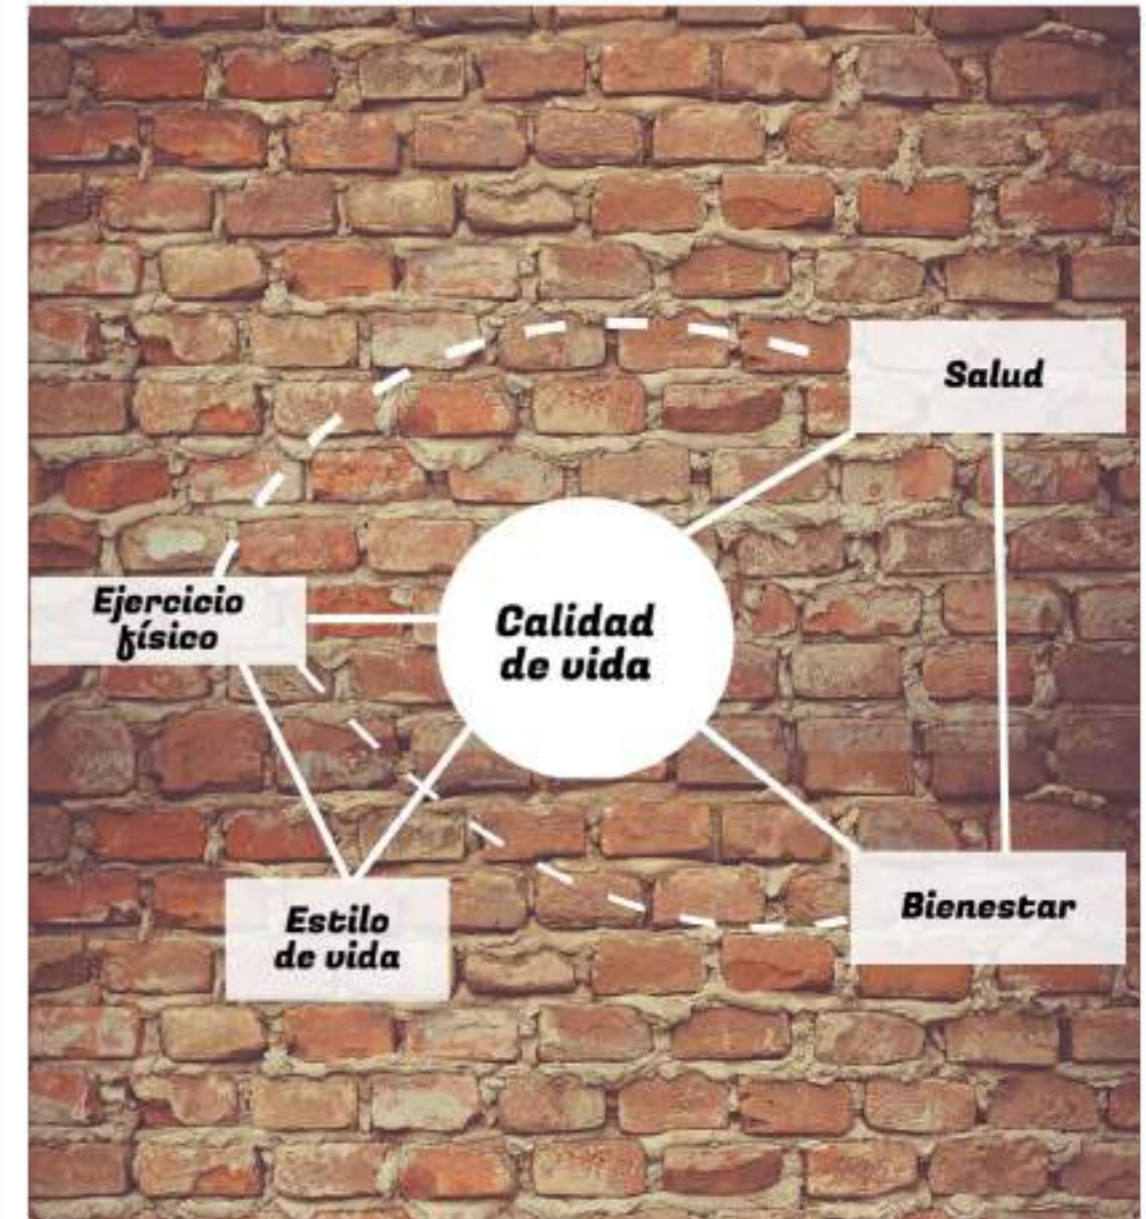 Salud
Ejercicio
físico
Calidad
de vida
Bienestar
Estilo
de vida